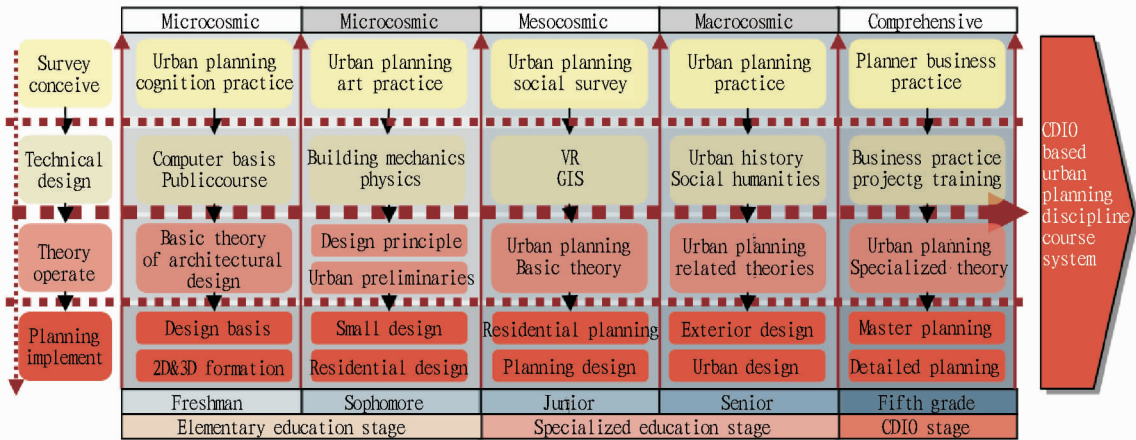 Microcosmic Microcosmic Mesocosmic Macrocosmic Comprehensive
Survey
conceive
Urban planning
cognition practice
Urban planning
art practice
Urban planning
social survey
Urban planning
practice
Planner business
practice
Technical
design
Computer basis
Publiccourse
Building mechanics
physics
VR
GIS
Urban history
Social humanities
Business practice
projectg training
Theory
operate
Basic theory
of architectural
design
Design principle
Urban preliminaries
Urban planning
Basic theory
Urban planning
related theories
Urban planning
Specialized theory
Planning
implement
Design basis
2D&3D formation
Small design
Residential design
Residential planning
Planning design
Exterior design
Urban design
Master planning
Detailed planning
Freshman Sophomore Junior Senior Fifth grade
Elementary education stage Specialized education stage CDIO stage
CDIO
based
urban
planning
discipline
course
system